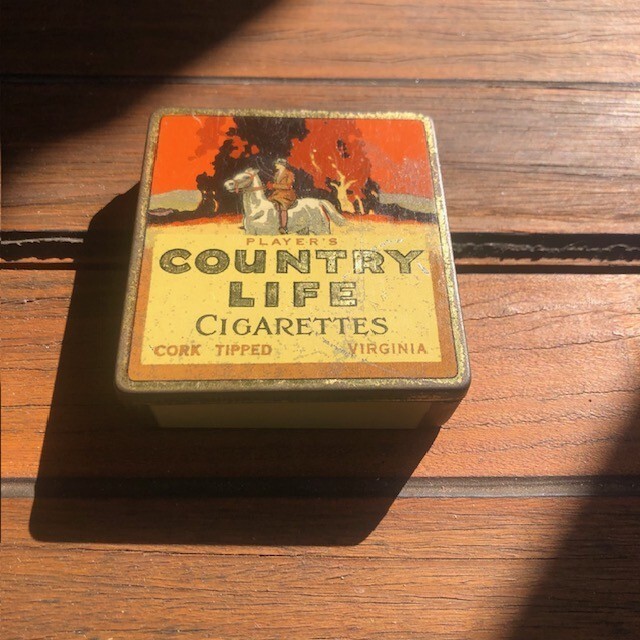 PLAYER'S
COUNTRY
LIFE
CIGARETTES
CORK TIPPED VIRGINIA